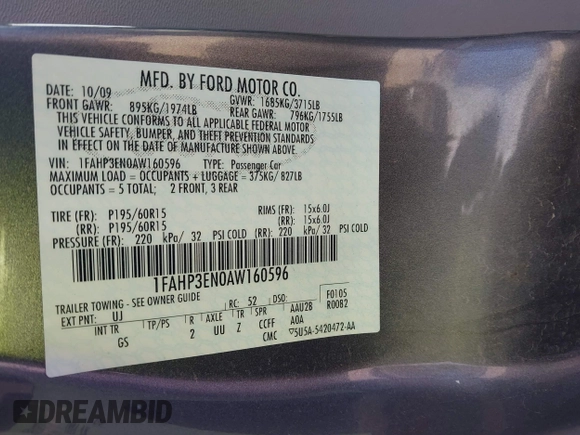 MFD. BY FORD MOTOR CO.
DATE: 10/09 GVWR: 1685KG/3715LB
FRONT GAWR: 895KG/1974LB REAR GAWR: 796KG/1755LB
THIS VEHICLE CONFORMS TO ALL APPLICABLE FEDERAL MOTOR
VEHICLE SAFETY, BUMPER, AND THEFT PREVENTION STANDARDS
IN EFFECT ON THE DATE OF MANUFACTURE SHOWN ABOVE.
VIN: 1FAHP3EN0AW160596 TYPE: Passenger Car
MAXIMUM LOAD = OCCUPANTS + LUGGAGE = 375KG/ 827LB
OCCUPANTS = 5 TOTAL; 2 FRONT, 3 REAR
TIRE (FR): P195/60R15 RIMS (FR): 15x6.0J
(RR): P195/60R15 (RR): 15x6.0J
PRESSURE (FR): 220 kPa/ 32 PSI COLD (RR): 220 kPa/ 32 PSI COLD
1FAHP3EN0AW160596
TRAILER TOWING - SEE OWNER GUIDE
EXT PNT: UJ RC: 52 DSO: F0105
INT TR TP/PS R AXLE TR SPR AAU2B R0082
GS 2 UU Z CCFF A0A
CMC ▽5U5A-5420472-AA
DREAMBID